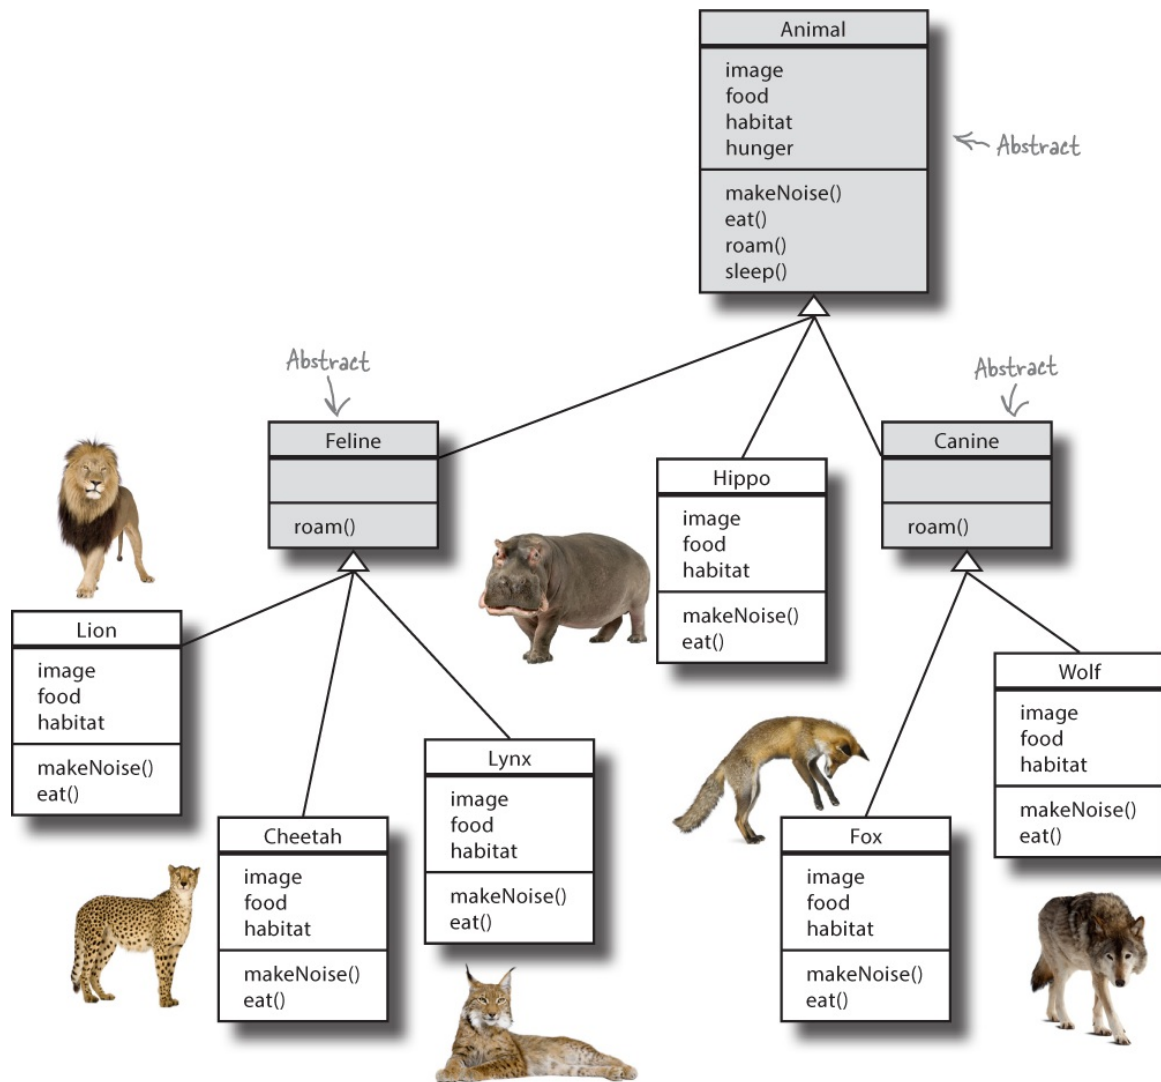 Animal
image
food
habitat
hunger
makeNoise()
eat()
roam()
sleep()
Abstract
Abstract
Feline
roam()
Abstract
Canine
roam()
Hippo
image
food
habitat
makeNoise()
eat()
Lion
image
food
habitat
makeNoise()
eat()
Cheetah
image
food
habitat
makeNoise()
eat()
Lynx
image
food
habitat
makeNoise()
eat()
Fox
image
food
habitat
makeNoise()
eat()
Wolf
image
food
habitat
makeNoise()
eat()